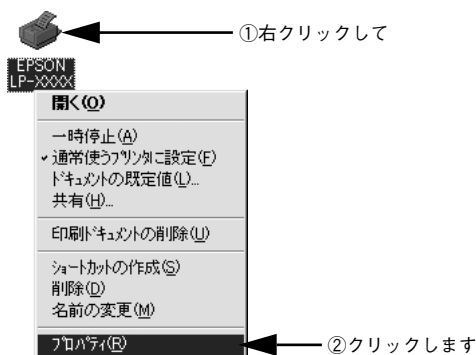 ①右クリックして
EPSON
LP-XXXX
開く(O)
一時停止(A)
✓通常使うプリンタに設定(F)
ドキュメントの既定値(L)...
共有(H)...
印刷ドキュメントの削除(U)
ショートカットの作成(S)
削除(D)
名前の変更(M)
プロパティ(R)
②クリックします